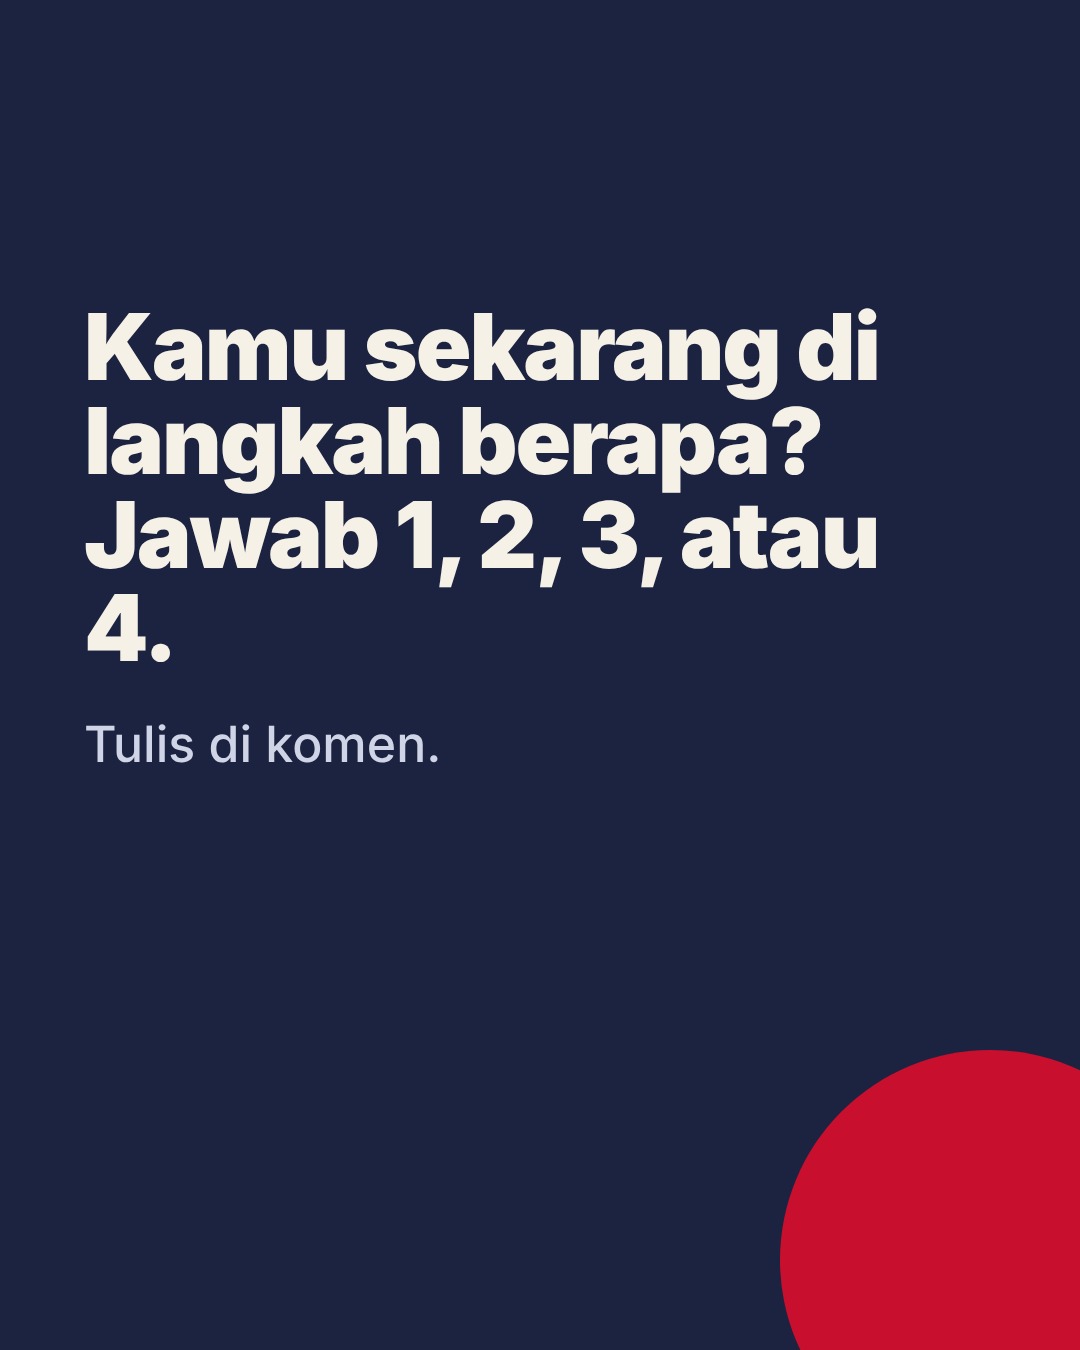 Kamu sekarang di
langkah berapa?
Jawab 1, 2, 3, atau
4.
Tulis di komen.